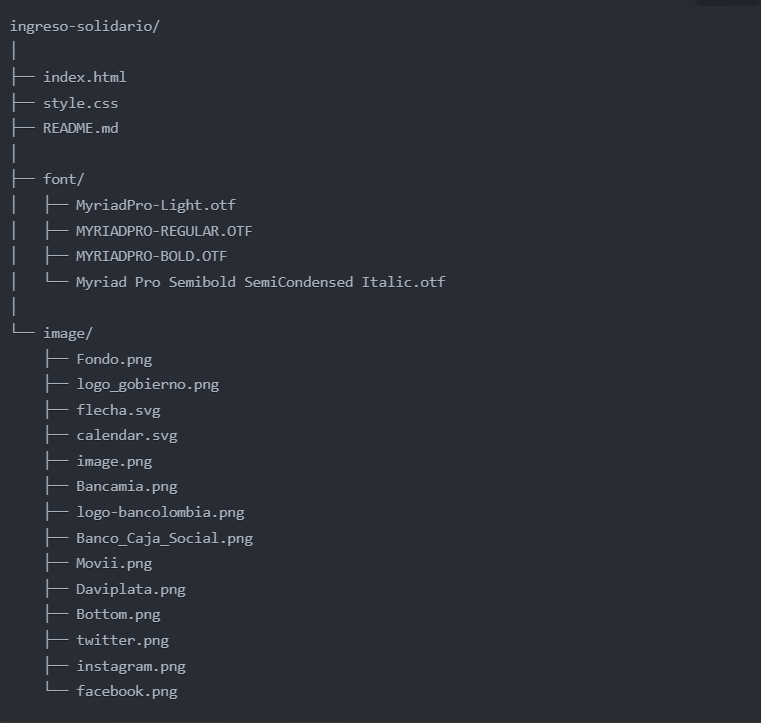 ingreso-solidario/
│
├── index.html
├── style.css
├── README.md
│
├── font/
│   ├── MyriadPro-Light.otf
│   ├── MYRIADPRO-REGULAR.OTF
│   ├── MYRIADPRO-BOLD.OTF
│   └── Myriad Pro Semibold SemiCondensed Italic.otf
│
└── image/
    ├── Fondo.png
    ├── logo_gobierno.png
    ├── flecha.svg
    ├── calendar.svg
    ├── image.png
    ├── Bancamia.png
    ├── logo-bancolombia.png
    ├── Banco_Caja_Social.png
    ├── Movii.png
    ├── Daviplata.png
    ├── Bottom.png
    ├── twitter.png
    ├── instagram.png
    └── facebook.png